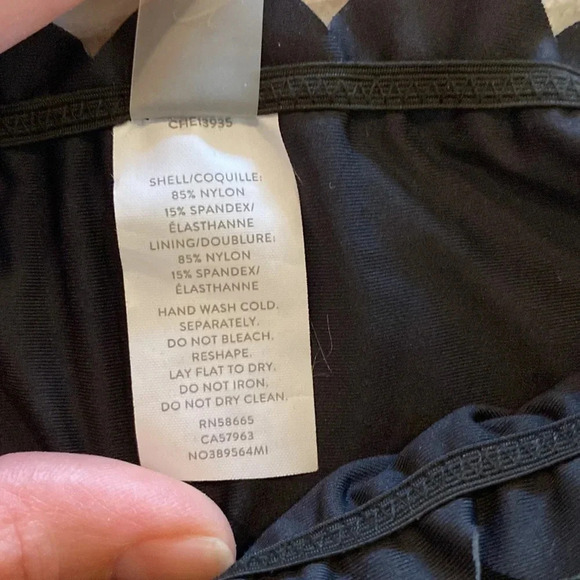 CHE13935
SHELL/COQUILLE:
85% NYLON
15% SPANDEX/
ÉLASTHANNE
LINING/DOUBLURE:
85% NYLON
15% SPANDEX/
ÉLASTHANNE
HAND WASH COLD.
SEPARATELY.
DO NOT BLEACH.
RESHAPE.
LAY FLAT TO DRY.
DO NOT IRON.
DO NOT DRY CLEAN.
RN58665
CA57963
NO389564MI